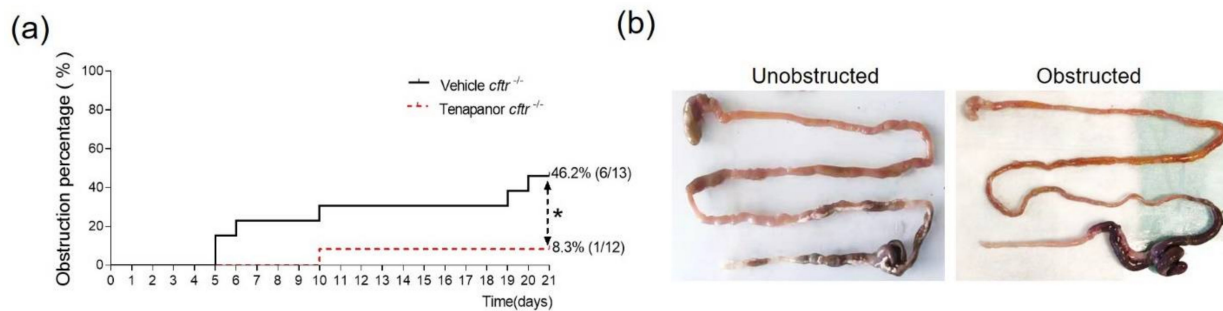 (a)
Obstruction percentage ( % )
100
80
60
40
20
0
Vehicle cftr -/-
Tenapanor cftr -/-
46.2% (6/13)
*
8.3% (1/12)
0 1 2 3 4 5 6 7 8 9 10 11 12 13 14 15 16 17 18 19 20 21
Time(days)
(b)
Unobstructed
Obstructed